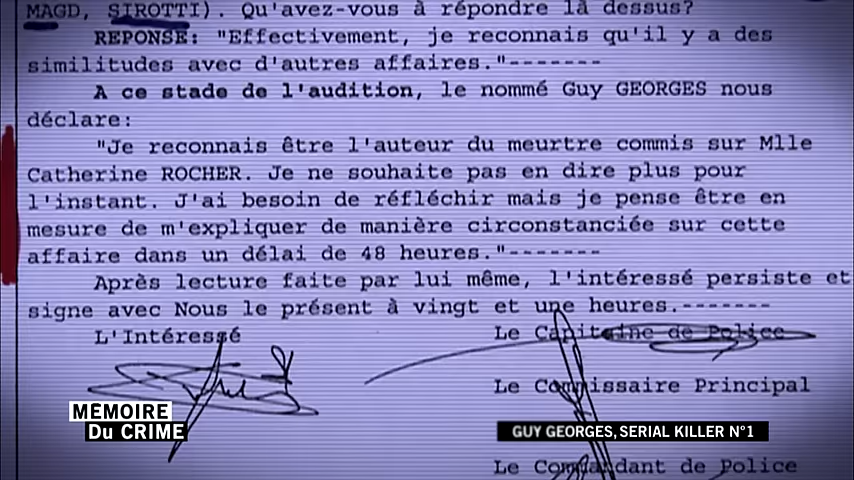 MAGD, SIROTTI). Qu'avez-vous à répondre là dessus?
REPONSE: "Effectivement, je reconnais qu'il y a des
similitudes avec d'autres affaires."-------
A ce stade de l'audition, le nommé Guy GEORGES nous
déclare:
"Je reconnais être l'auteur du meurtre commis sur Mlle
Catherine ROCHER. Je ne souhaite pas en dire plus pour
l'instant. J'ai besoin de réfléchir mais je pense être en
mesure de m'expliquer de manière circonstanciée sur cette
affaire dans un délai de 48 heures."-------
Après lecture faite par lui même, l'intéressé persiste et
signe avec Nous le présent à vingt et une heures.-------
L'Intéressé
Le Capitaine de Police
Le Commissaire Principal
Le Commandant de Police
MÉMOIRE
DU CRIME
GUY GEORGES, SERIAL KILLER N°1